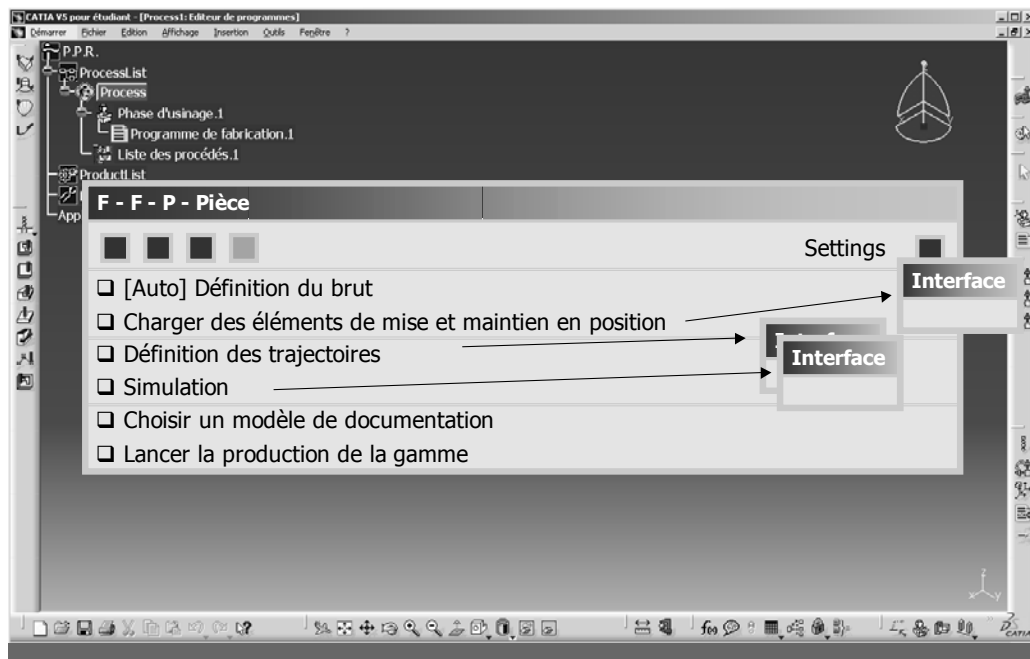 CATIA V5 pour étudiant - [Process1: Editeur de programmes]
Démarrer Fichier Edition Affichage Insertion Outils Fenêtre ?
P.P.R.
ProcessList
Process
Phase d'usinage.1
Programme de fabrication.1
Liste des procédés.1
ProductList
App
F - F - P - Pièce
Settings
Interface
[Auto] Définition du brut
Charger des éléments de mise et maintien en position
Définition des trajectoires
Interface
Simulation
Choisir un modèle de documentation
Lancer la production de la gamme
z
x y
f(x)
CATIA